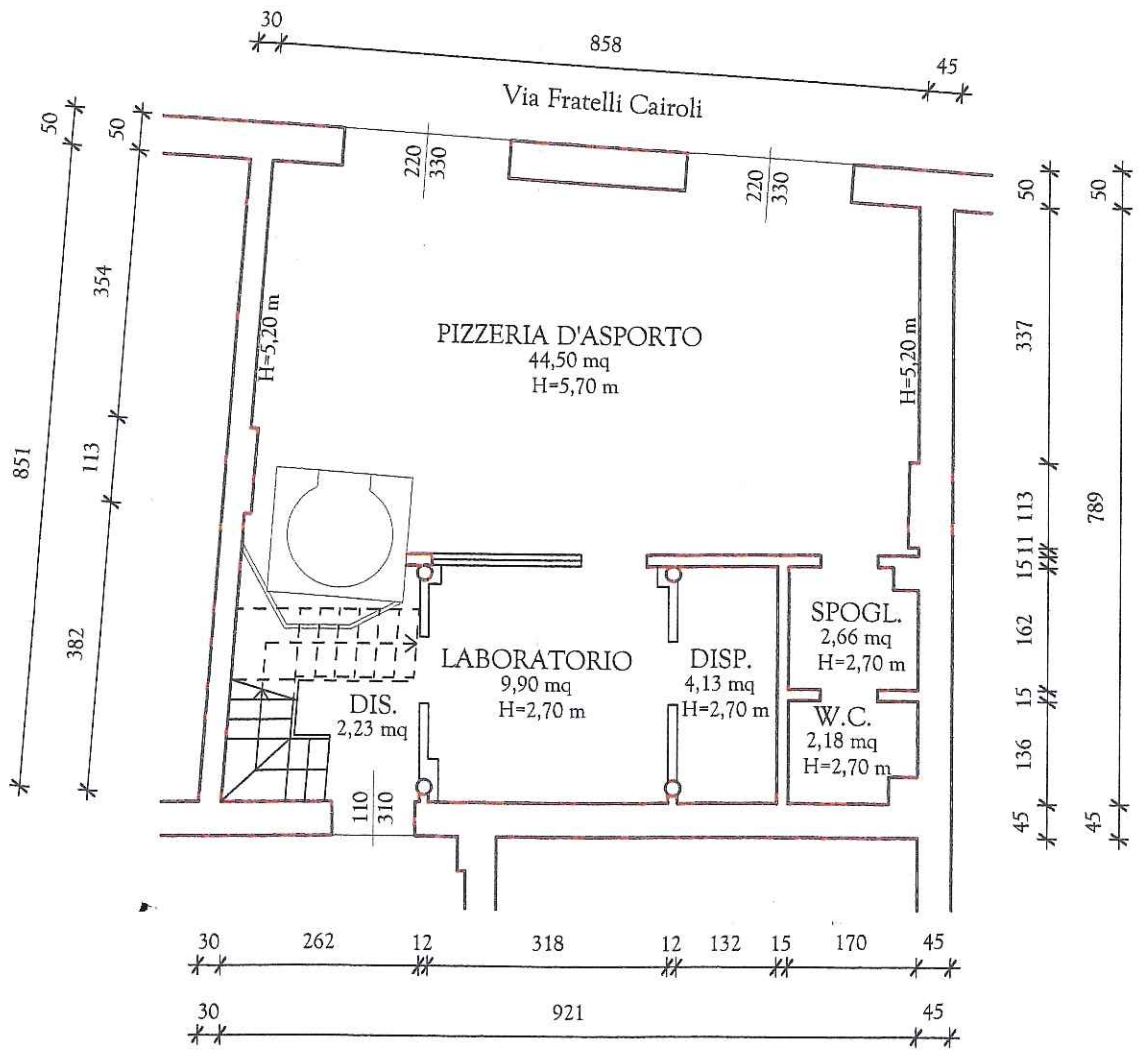 30
858
45
Via Fratelli Cairoli
50
50
220
330
220
330
50
50
354
H=5,20 m
PIZZERIA D'ASPORTO
44,50 mq
H=5,70 m
H=5,20 m
337
851
113
113
789
15 11
382
SPOGL.
2,66 mq
H=2,70 m
162
LABORATORIO
9,90 mq
H=2,70 m
DISP.
4,13 mq
H=2,70 m
DIS.
2,23 mq
15
W.C.
2,18 mq
H=2,70 m
136
110
310
45
45
30
262
12
318
12
132
15
170
45
30
921
45